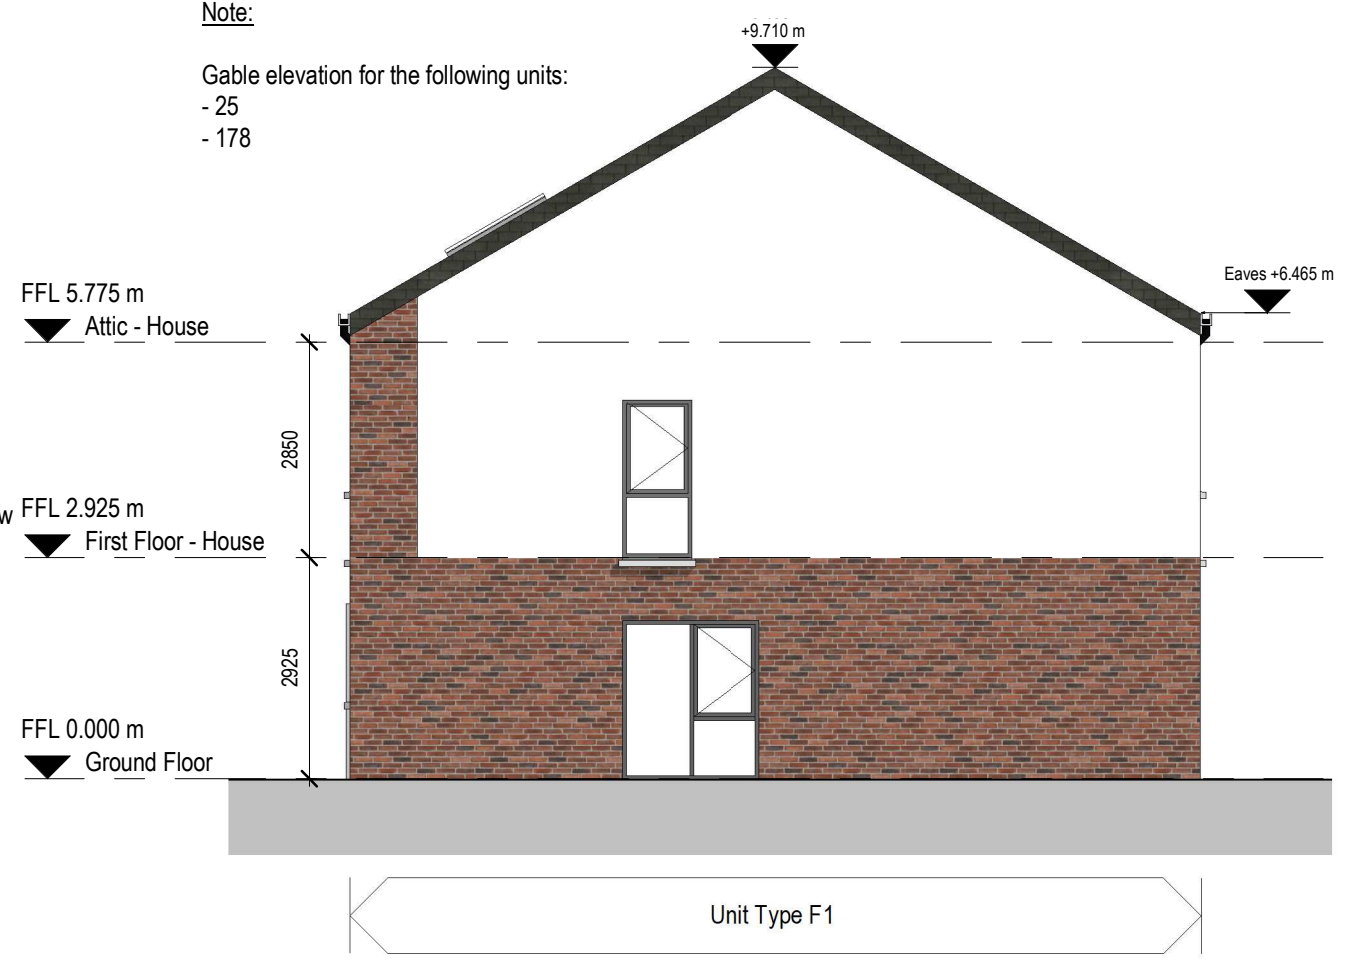 Note:
Gable elevation for the following units:
- 25
- 178
+9.710 m
Eaves +6.465 m
FFL 5.775 m
Attic - House
2850
w
FFL 2.925 m
First Floor - House
2925
FFL 0.000 m
Ground Floor
Unit Type F1